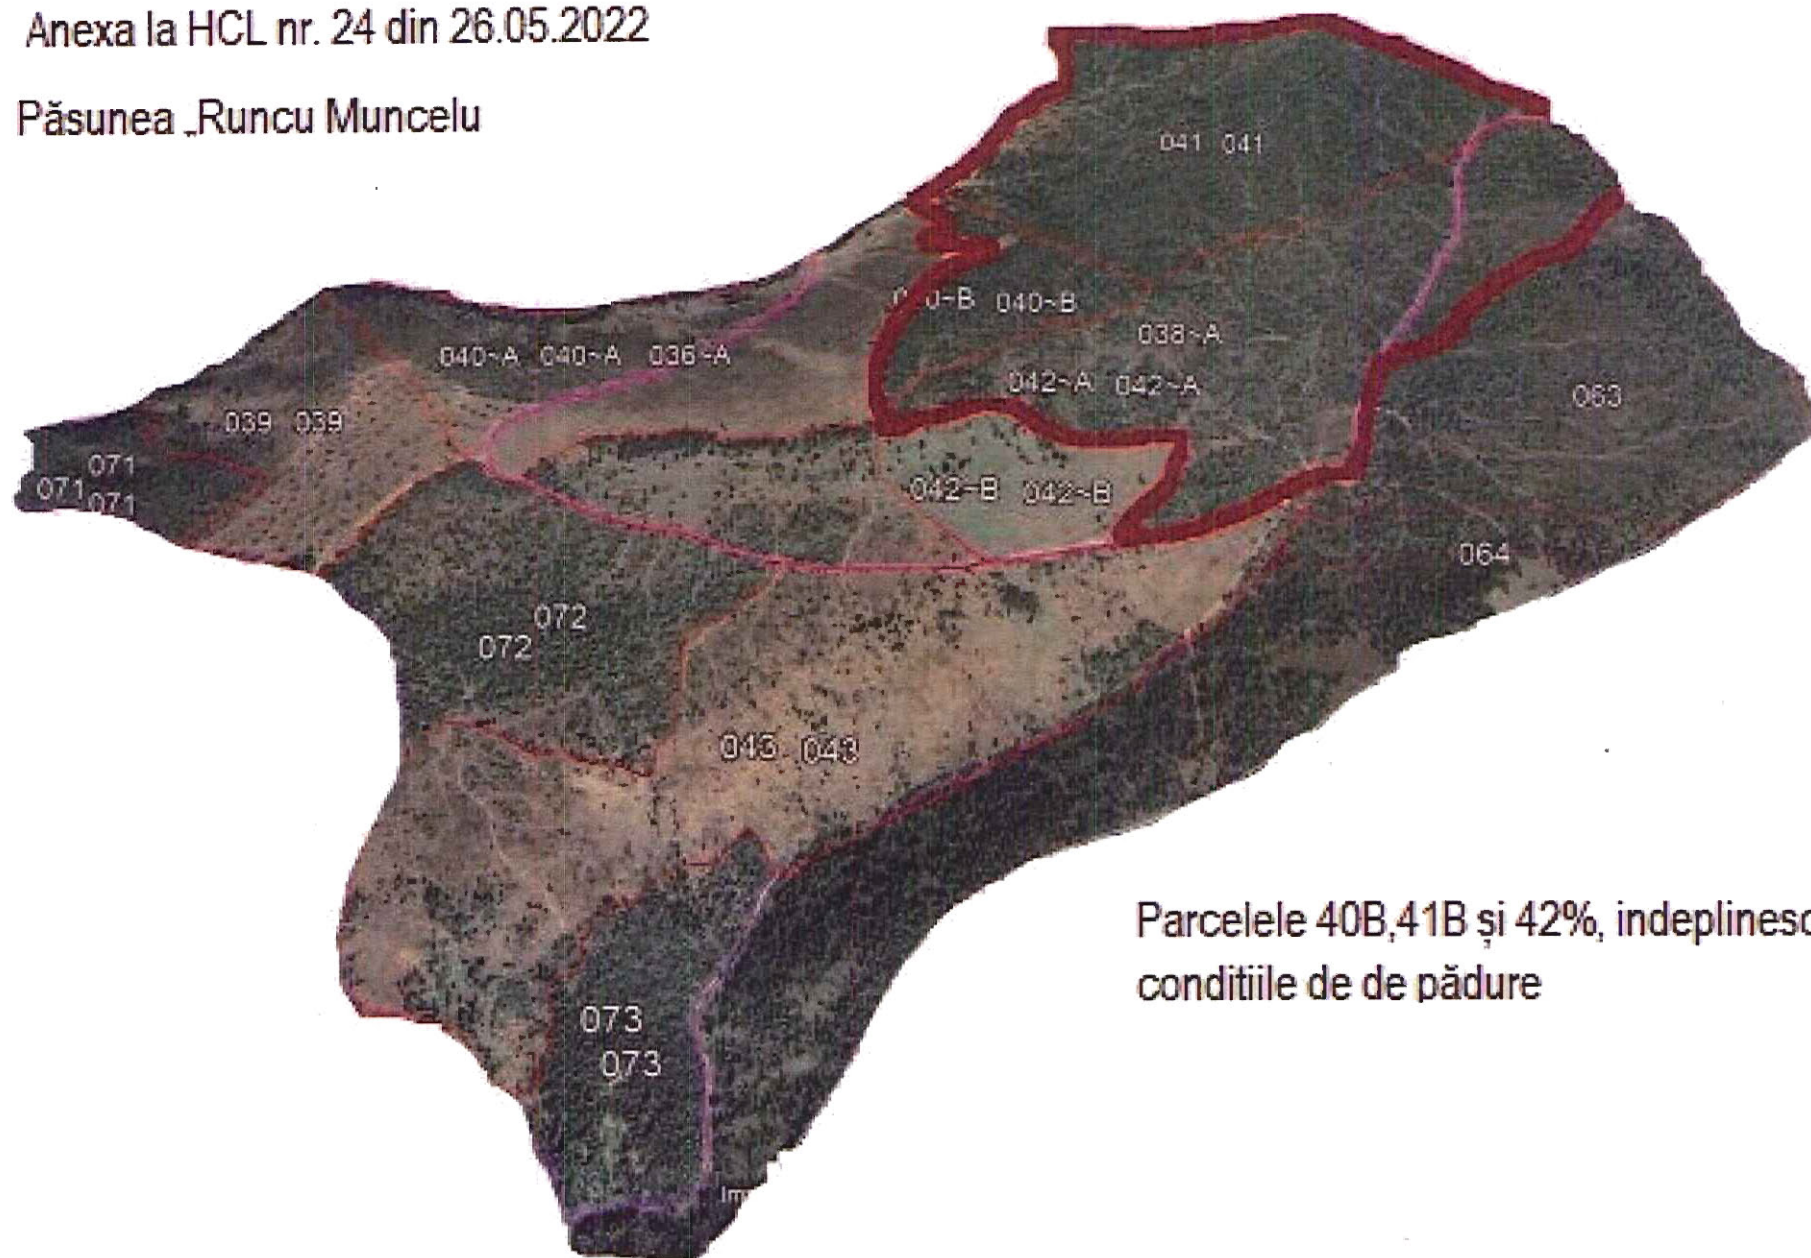 Anexa la HCL nr. 24 din 26.05.2022
Păsunea „Runcu Muncelu
041 041
040~B
038~A
040~A 040~A 036~A
042~A 042~A
063
039 039
071
071 071
042~B 042~B
064
072
072
043 043
Parcelele 40B,41B și 42%, indeplinesc
conditiile de de pădure
073
073